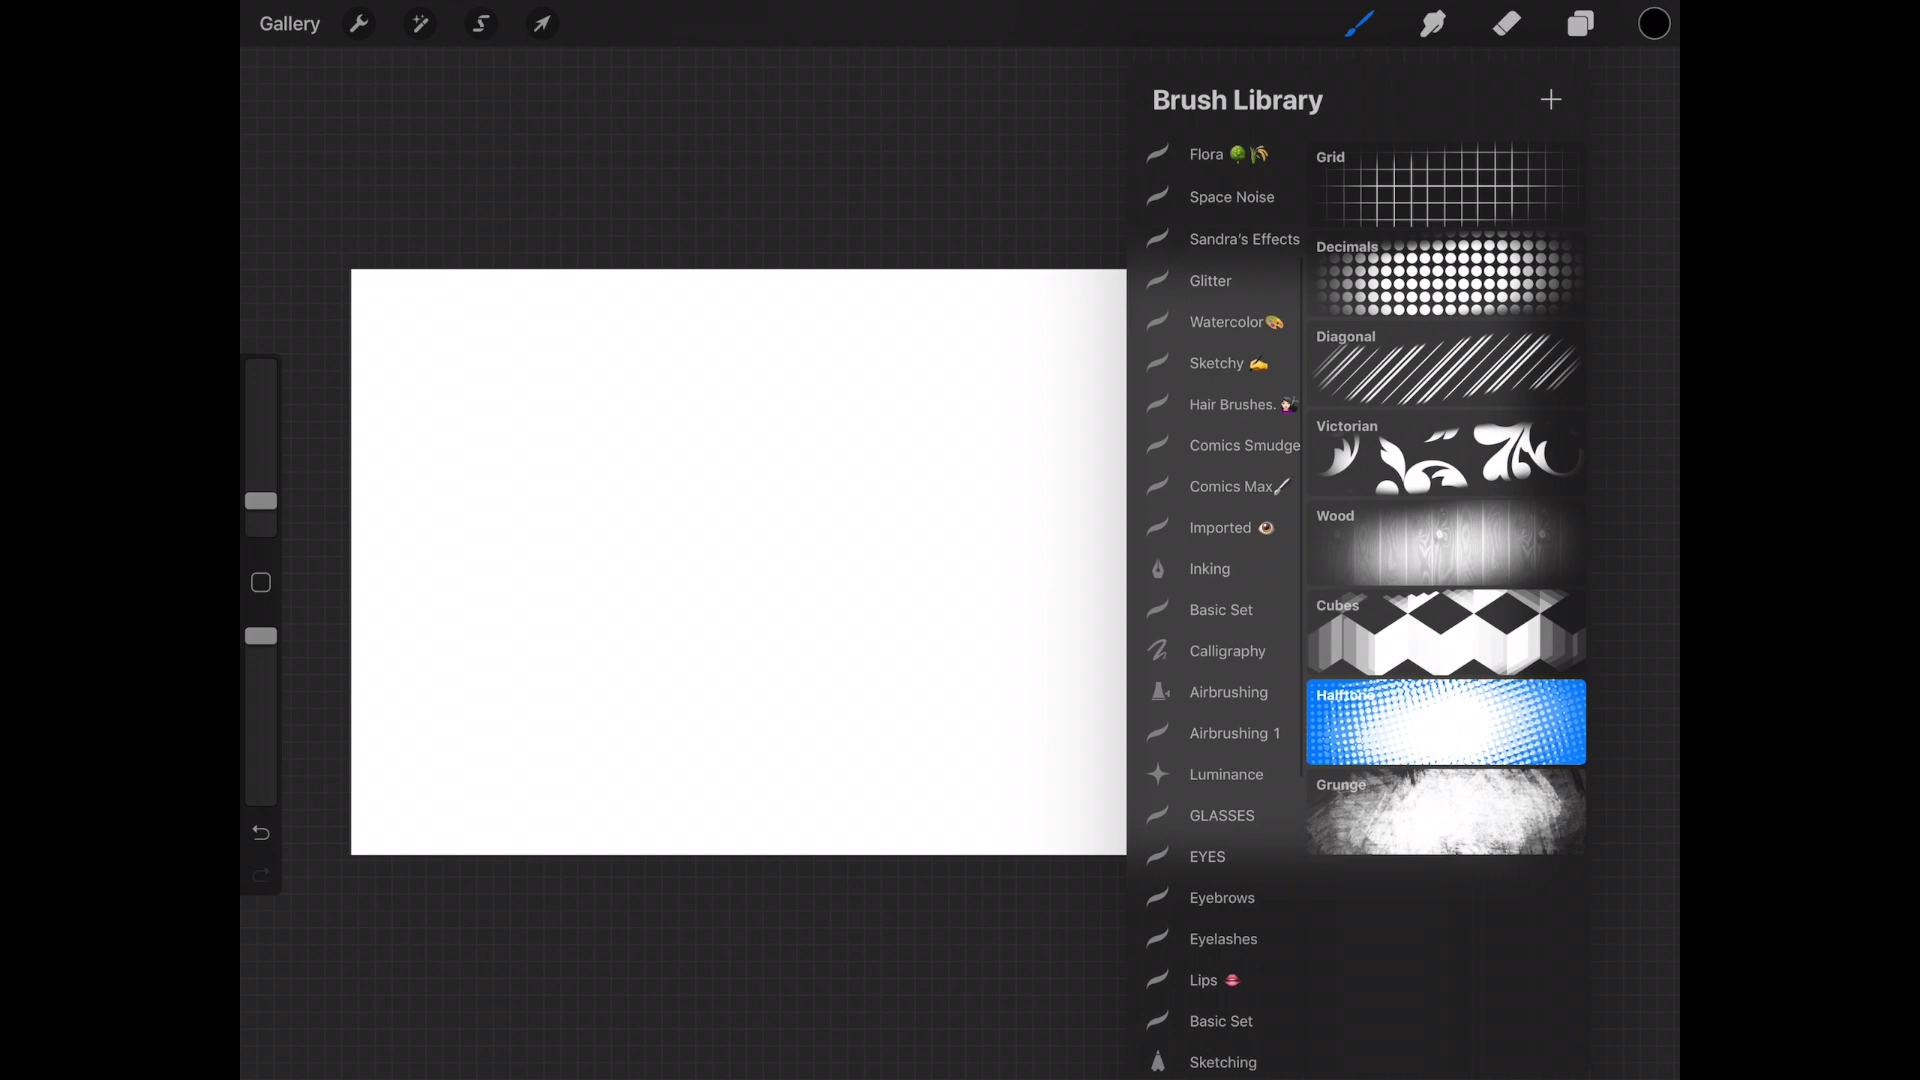 Gallery
Brush Library
Flora 🌳🌾
Space Noise
Sandra's Effects
Glitter
Watercolor🎨
Sketchy ✍️
Hair Brushes. 💇🏻‍♀️
Comics Smudge
Comics Max🖌️
Imported 👁️
Inking
Basic Set
Calligraphy
Airbrushing
Airbrushing 1
Luminance
GLASSES
EYES
Eyebrows
Eyelashes
Lips 👄
Basic Set
Sketching
Grid
Decimals
Diagonal
Victorian
Wood
Cubes
Halftone
Grunge